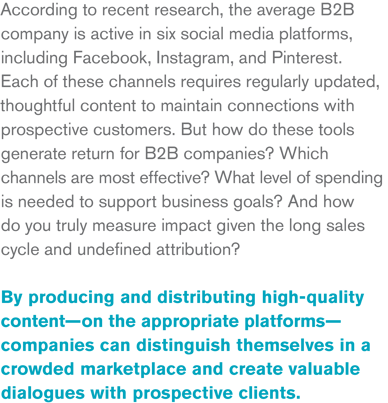 According to recent research, the average B2B
company is active in six social media platforms,
including Facebook, Instagram, and Pinterest.
Each of these channels requires regularly updated,
thoughtful content to maintain connections with
prospective customers. But how do these tools
generate return for B2B companies? Which
channels are most effective? What level of spending
is needed to support business goals? And how
do you truly measure impact given the long sales
cycle and undefined attribution?
By producing and distributing high-quality
content—on the appropriate platforms—
companies can distinguish themselves in a
crowded marketplace and create valuable
dialogues with prospective clients.